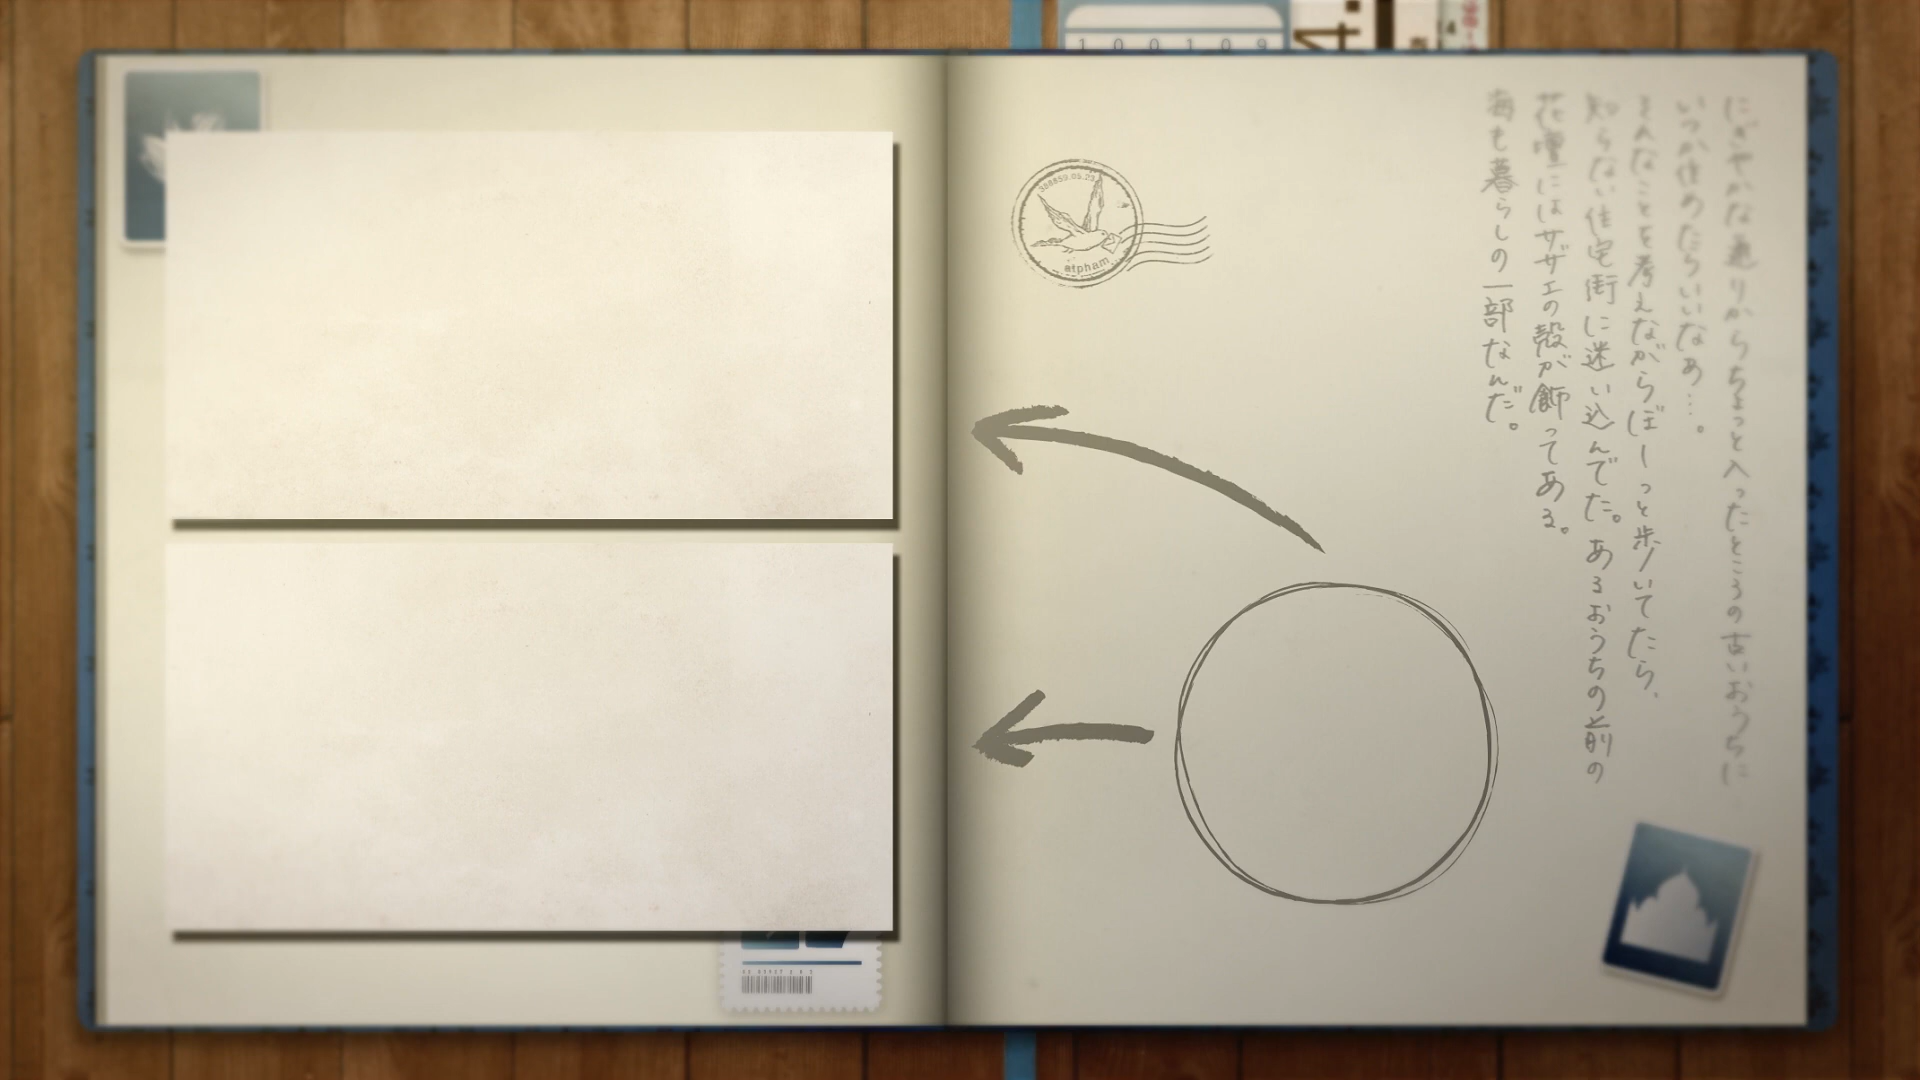 にぎやかな通りからちょっと入ったところの古いおうちに
いつか住めたらいいなぁ…。
そんなことを考えながらぼーっと歩いてたら、
知らない住宅街に迷い込んでた。あるおうちの前の
花壇にはサザエの殻が飾ってある。
海も暮らしの一部なんだ。
100109
atpham